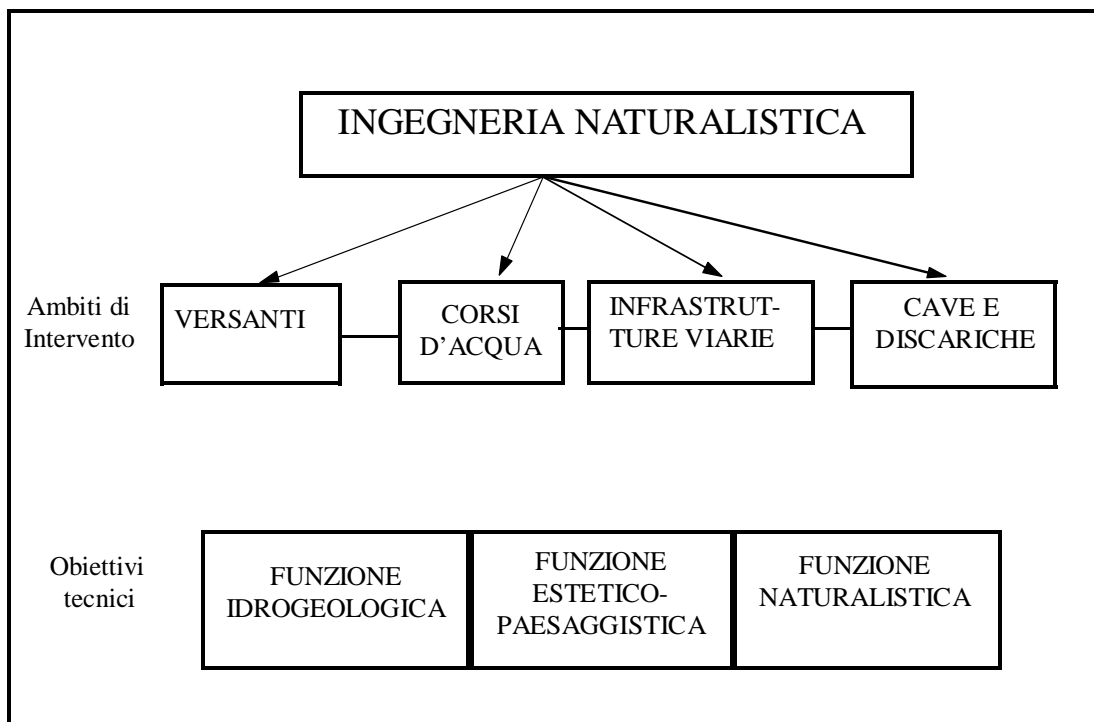 INGEGNERIA NATURALISTICA
Ambiti di
Intervento
VERSANTI
CORSI
D'ACQUA
INFRASTRUT-
TURE VIARIE
CAVE E
DISCARICHE
Obiettivi
tecnici
FUNZIONE
IDROGEOLOGICA
FUNZIONE
ESTETICO-
PAESAGGISTICA
FUNZIONE
NATURALISTICA